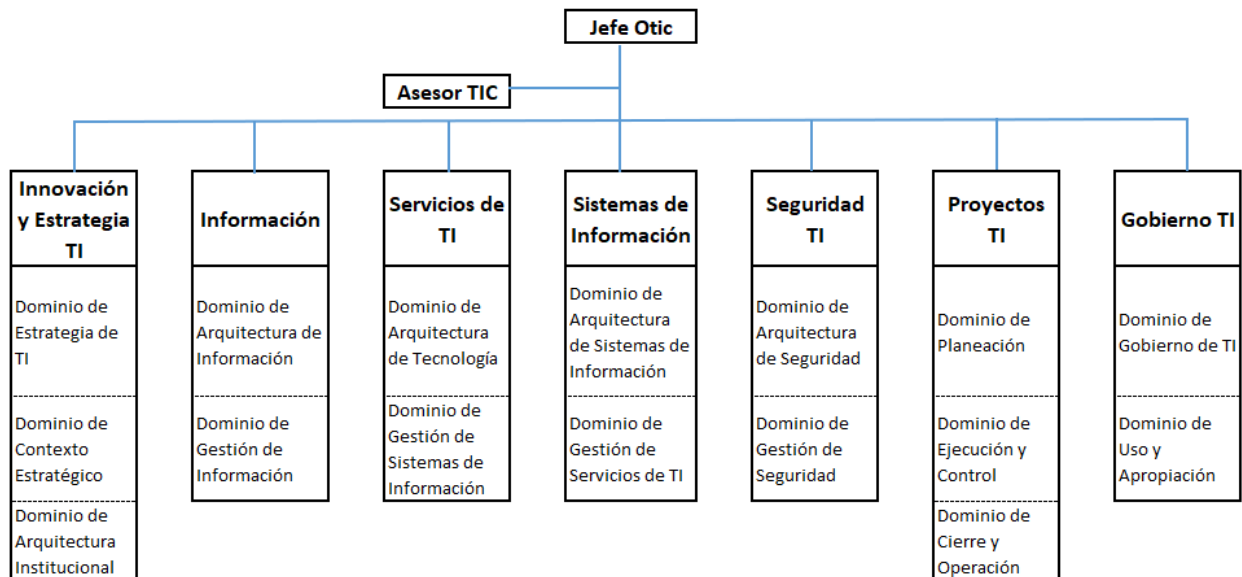 Jefe Otic
Asesor TIC
Innovación
y Estrategia
TI
Información
Servicios de
TI
Sistemas de
Información
Seguridad
TI
Proyectos
TI
Gobierno TI
Dominio de
Estrategia de
TI
Dominio de
Arquitectura de
Información
Dominio de
Arquitectura
de Tecnología
Dominio de
Arquitectura
de Sistemas de
Información
Dominio de
Arquitectura
de Seguridad
Dominio de
Planeación
Dominio de
Gobierno de TI
Dominio de
Contexto
Estratégico
Dominio de
Gestión de
Información
Dominio de
Gestión de
Sistemas de
Información
Dominio de
Gestión de
Servicios de TI
Dominio de
Gestión de
Seguridad
Dominio de
Ejecución y
Control
Dominio de
Uso y
Apropiación
Dominio de
Arquitectura
Institucional
Dominio de
Cierre y
Operación